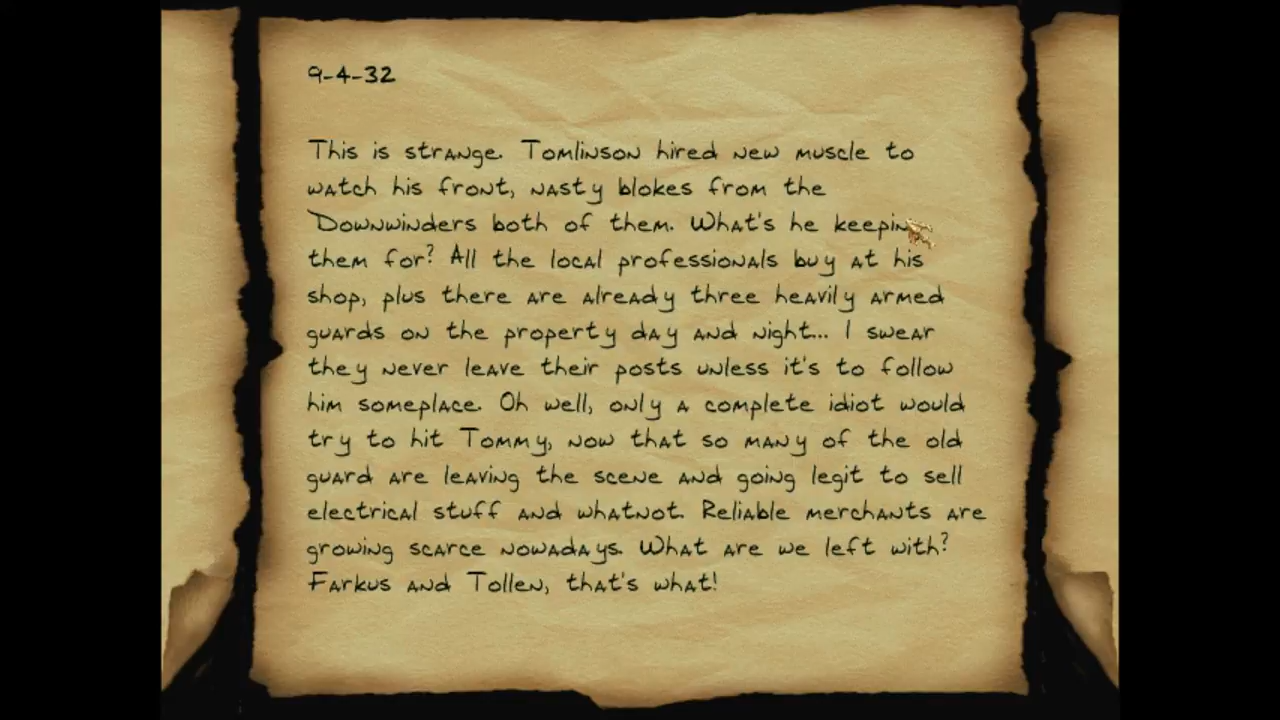 9-4-32
This is strange. Tomlinson hired new muscle to
watch his front, nasty blokes from the
Downwinders both of them. What's he keepin
them for? All the local professionals buy at his
shop, plus there are already three heavily armed
guards on the property day and night... I swear
they never leave their posts unless it's to follow
him someplace. Oh well, only a complete idiot would
try to hit Tommy, now that so many of the old
guard are leaving the scene and going legit to sell
electrical stuff and whatnot. Reliable merchants are
growing scarce nowadays. What are we left with?
Farkus and Tollen, that's what!